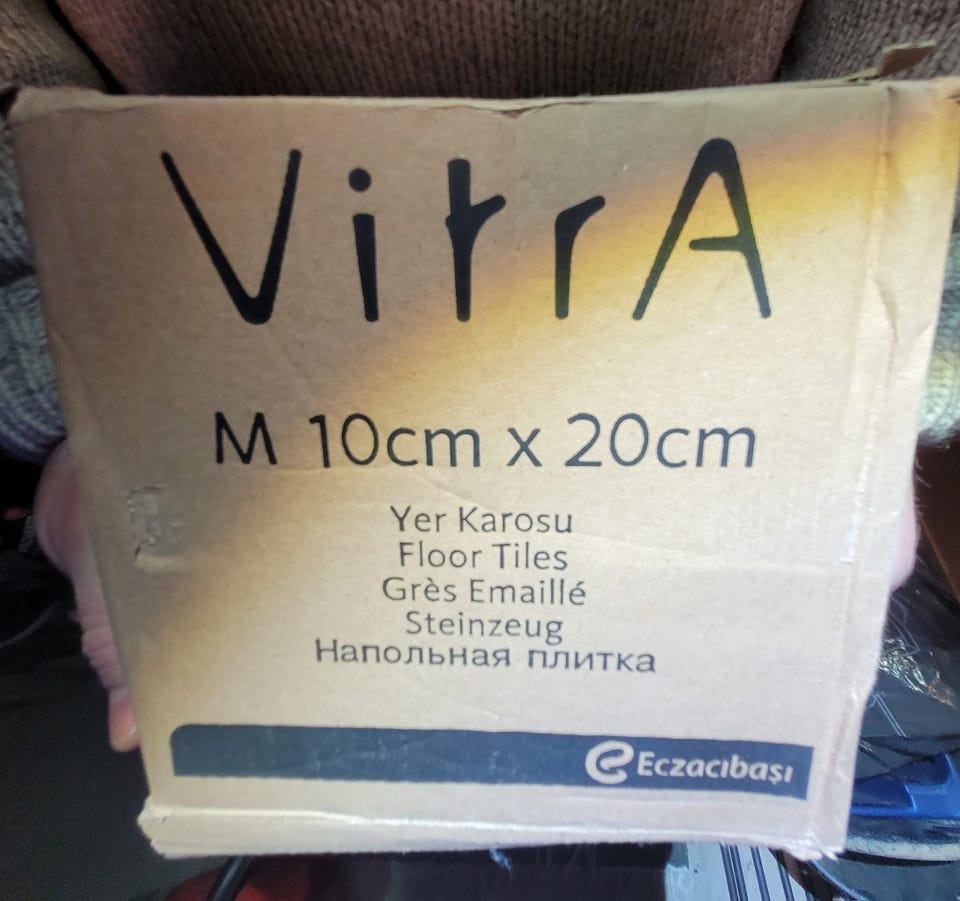 VitrA
M 10cm x 20cm
Yer Karosu
Floor Tiles
Grès Emaillé
Steinzeug
Напольная плитка
Eczacıbaşı